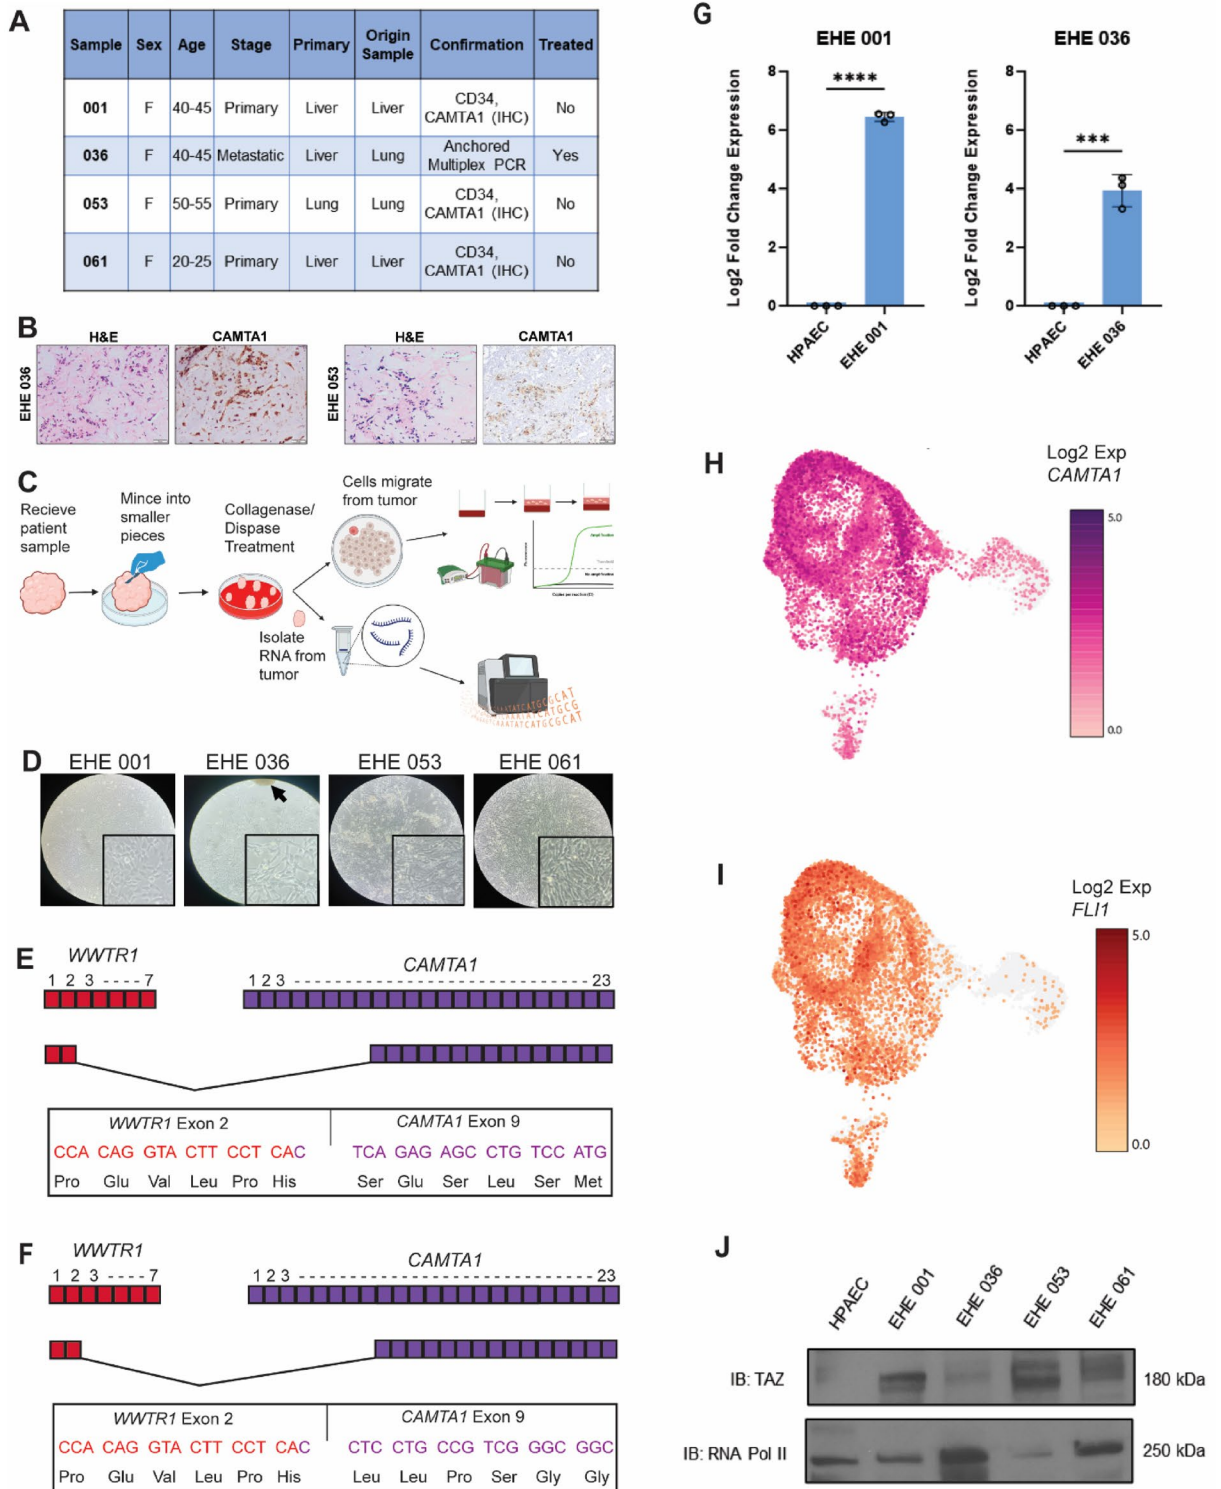 A
Sample Sex Age Stage Primary Origin Sample Confirmation Treated
001 F 40-45 Primary Liver Liver CD34, CAMTA1 (IHC) No
036 F 40-45 Metastatic Liver Lung Anchored Multiplex PCR Yes
053 F 50-55 Primary Lung Lung CD34, CAMTA1 (IHC) No
061 F 20-25 Primary Liver Liver CD34, CAMTA1 (IHC) No
B
H&E CAMTA1 H&E CAMTA1
EHE 036
EHE 053
C
Recieve
patient
sample
Mince into
smaller
pieces
Collagenase/
Dispase
Treatment
Cells migrate
from tumor
Isolate
RNA from
tumor
D
EHE 001 EHE 036 EHE 053 EHE 061
E
WWTR1
1 2 3 ---- 7
CAMTA1
1 2 3 ---- 23
WWTR1 Exon 2 CAMTA1 Exon 9
CCA CAG GTA CTT CCT CAC TCA GAG AGC CTG TCC ATG
Pro Glu Val Leu Pro His Ser Glu Ser Leu Ser Met
F
WWTR1
1 2 3 ---- 7
CAMTA1
1 2 3 ---- 23
WWTR1 Exon 2 CAMTA1 Exon 9
CCA CAG GTA CTT CCT CAC CTC CTG CCG TCG GGC GGC
Pro Glu Val Leu Pro His Leu Leu Pro Ser Gly Gly
G
EHE 001
Log2 Fold Change Expression
8
6
4
2
0
****
HPAEC
EHE 001
EHE 036
Log2 Fold Change Expression
8
6
4
2
0
***
HPAEC
EHE 036
H
Log2 Exp
CAMTA1
5.0
0.0
I
Log2 Exp
FLI1
5.0
0.0
J
HPAEC EHE 001 EHE 036 EHE 053 EHE 061
IB: TAZ 180 kDa
IB: RNA Pol II 250 kDa